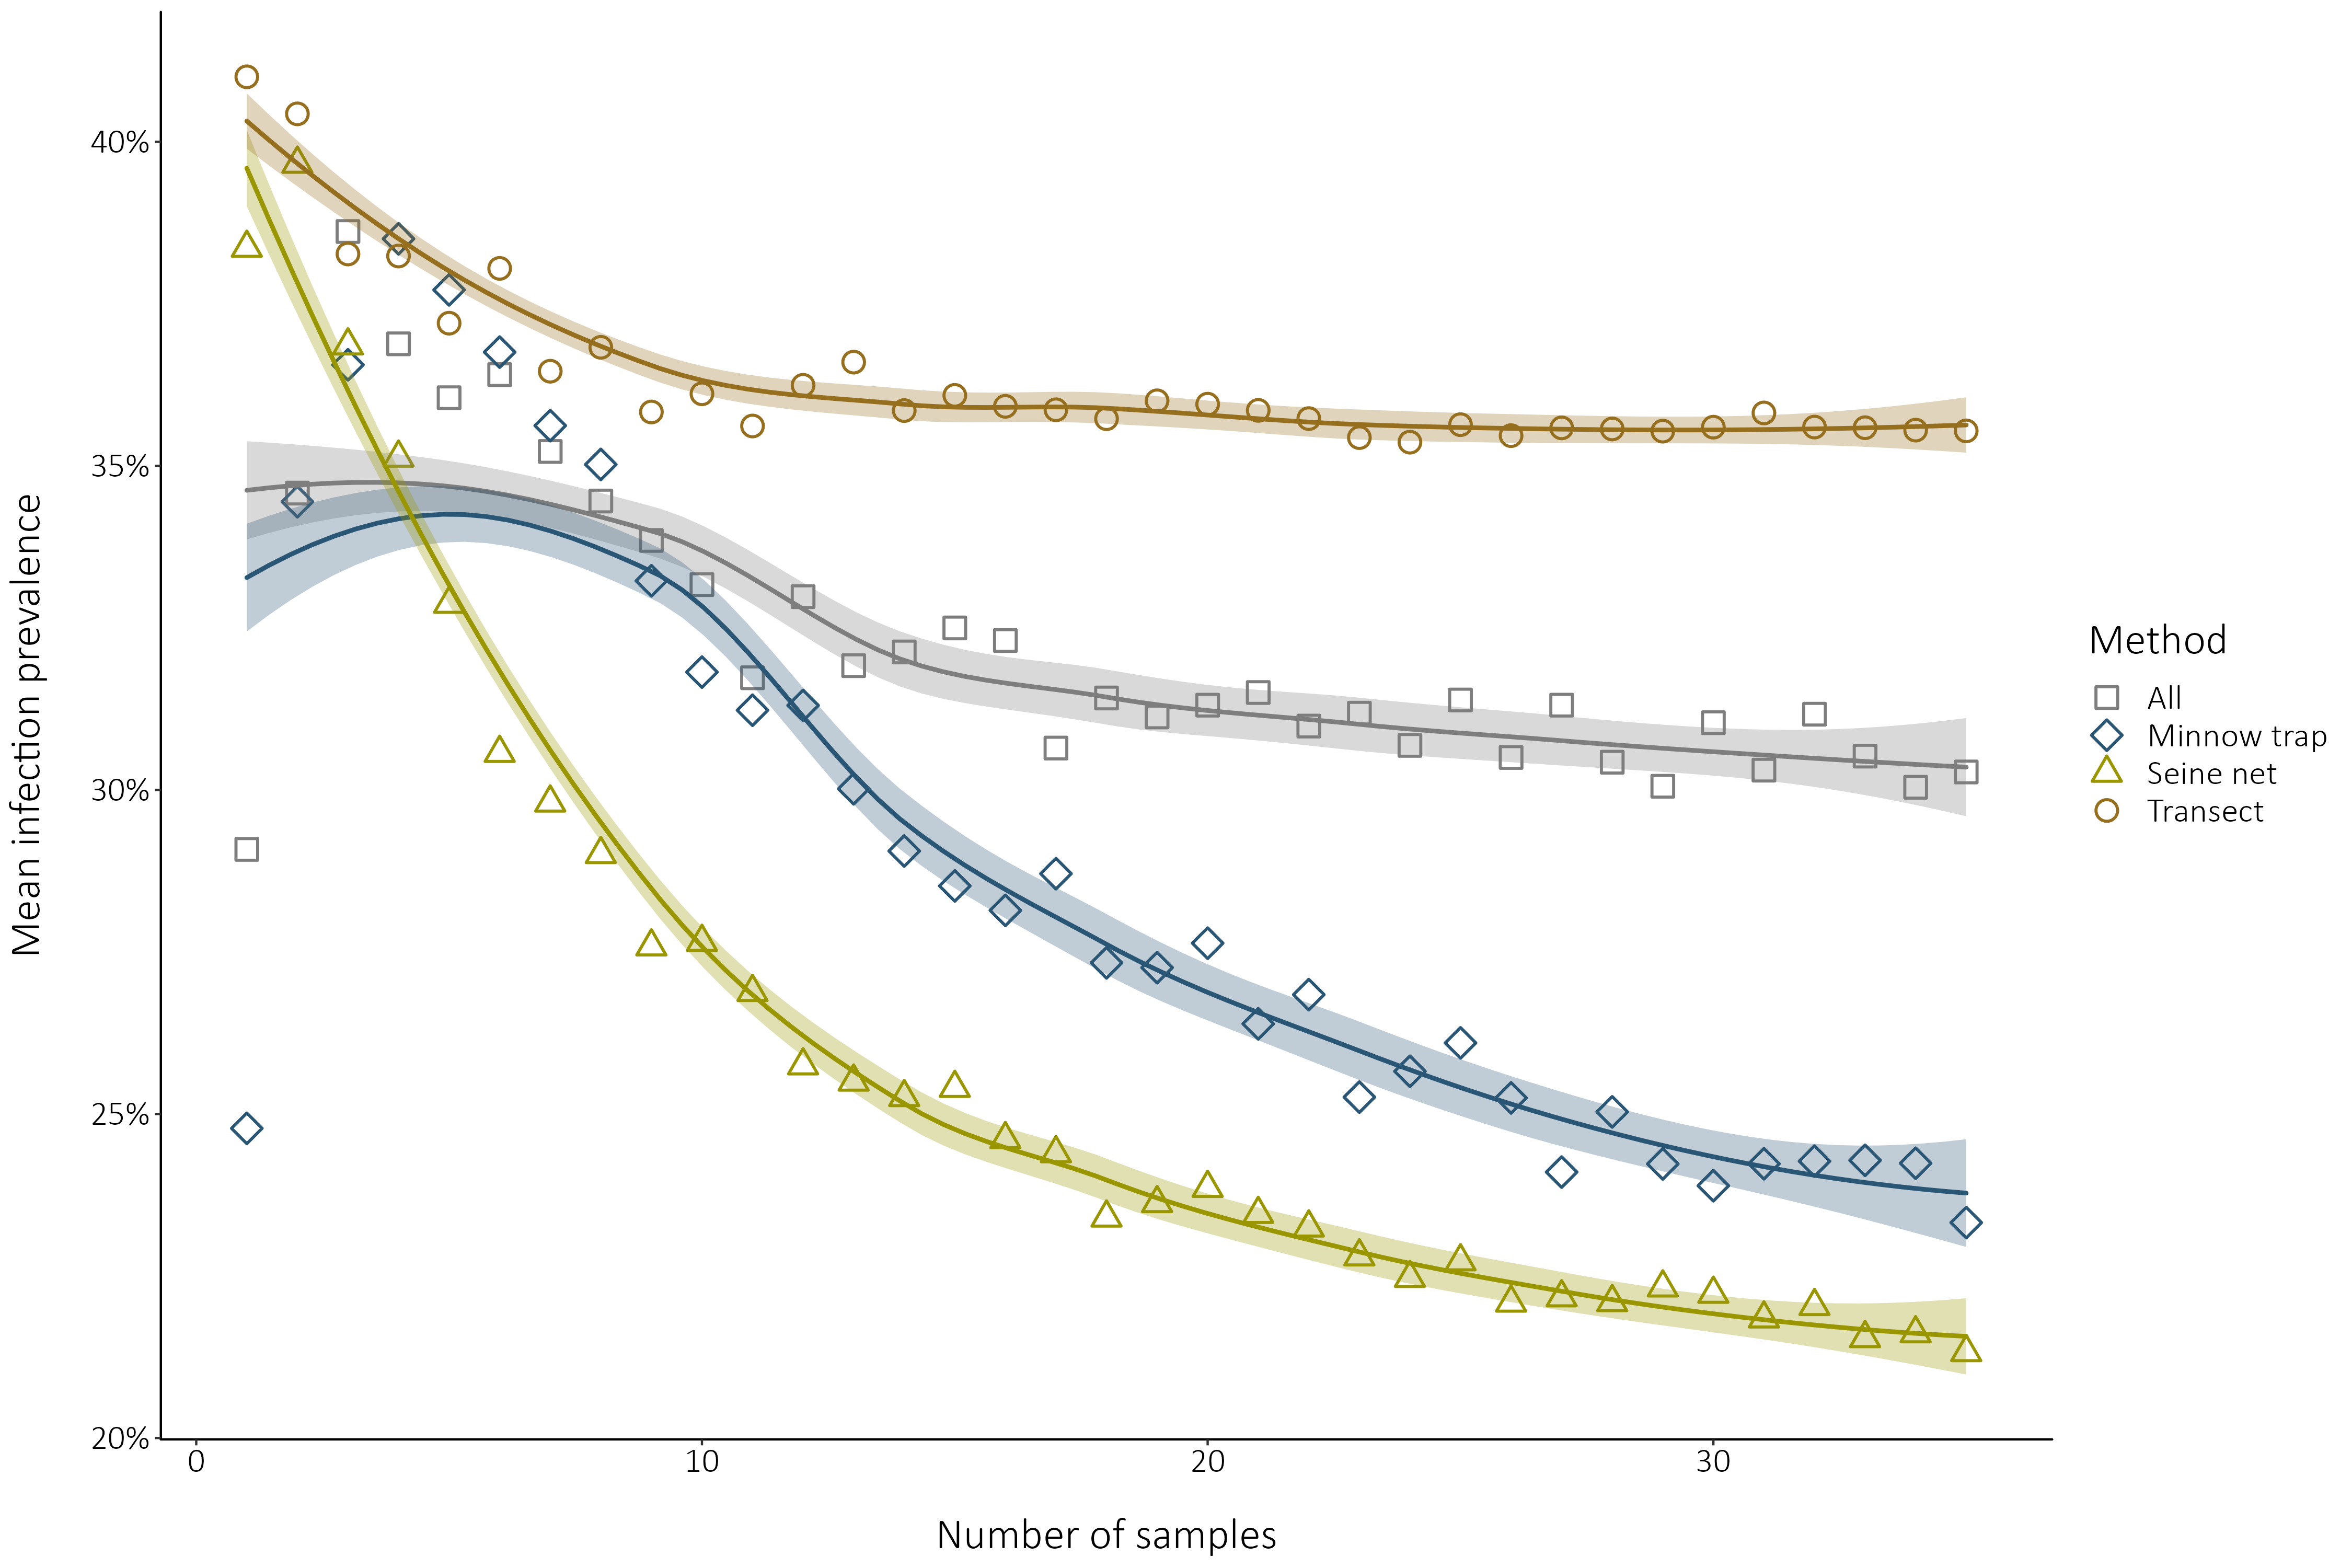 Mean infection prevalence
40%
35%
30%
25%
20%
0 10 20 30
Number of samples
Method
All
Minnow trap
Seine net
Transect